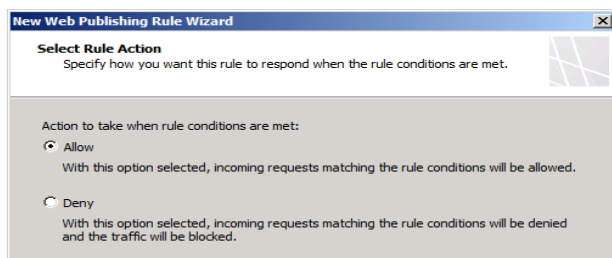 New Web Publishing Rule Wizard
Select Rule Action
Specify how you want this rule to respond when the rule conditions are met.
Action to take when rule conditions are met:
Allow
With this option selected, incoming requests matching the rule conditions will be allowed.
Deny
With this option selected, incoming requests matching the rule conditions will be denied
and the traffic will be blocked.